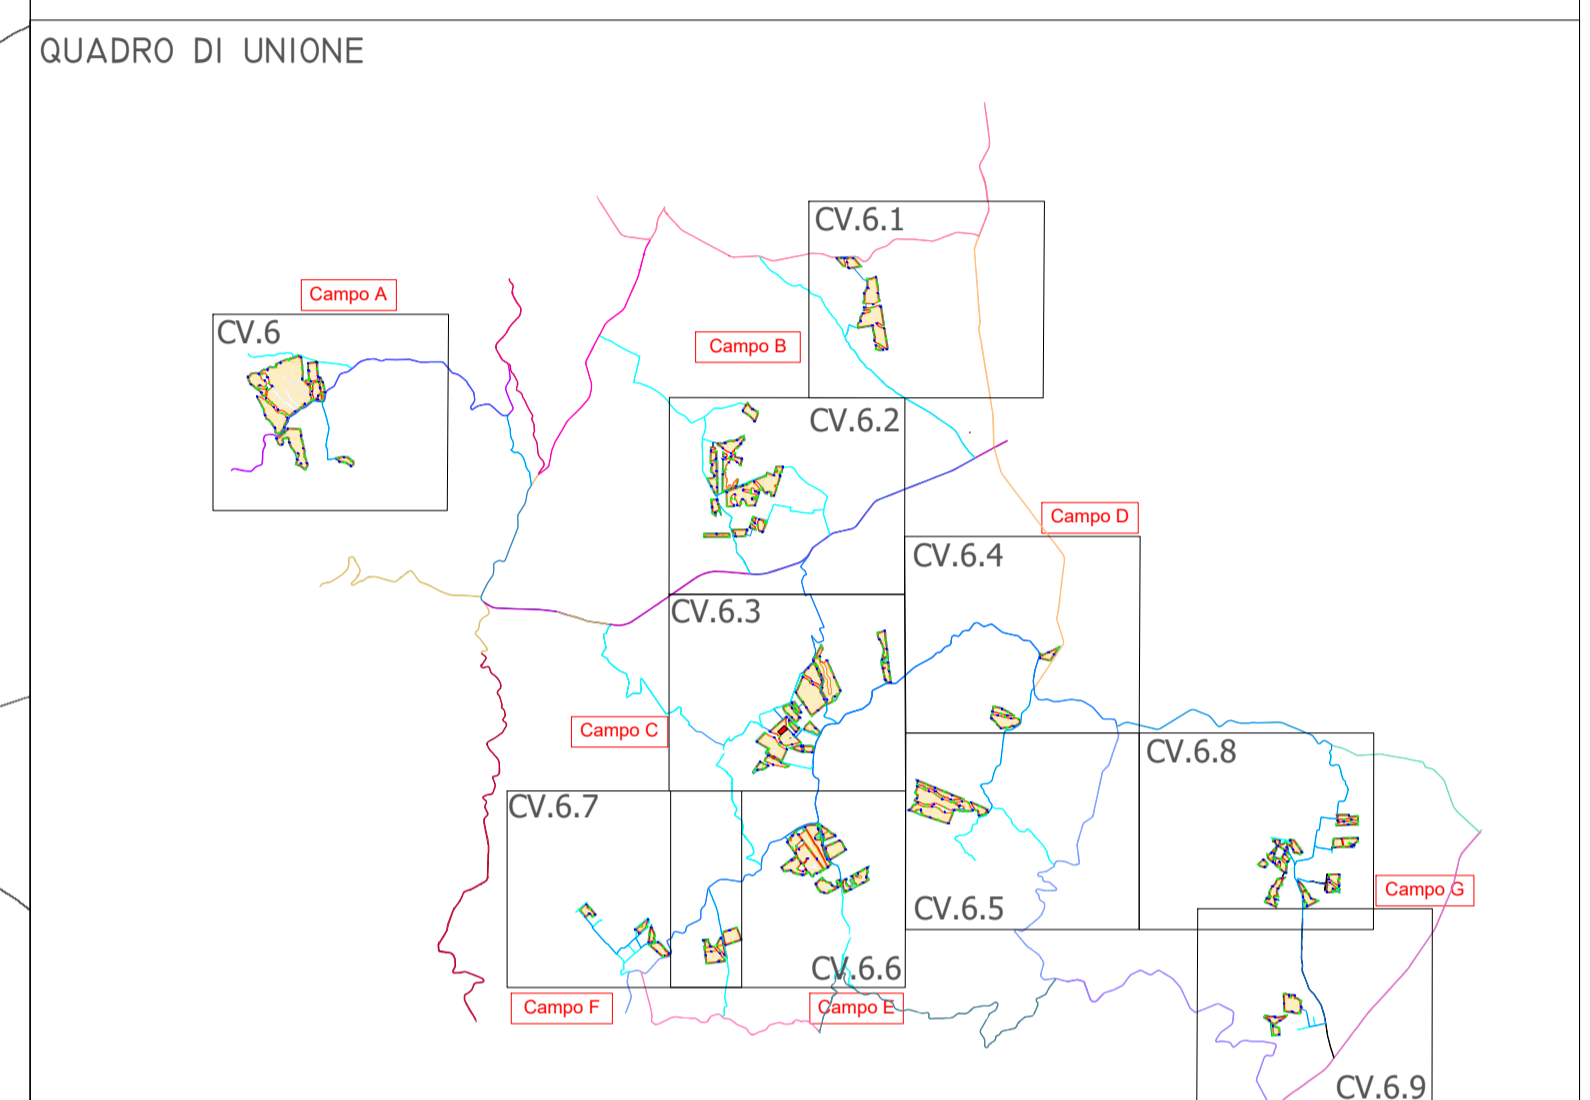 QUADRO DI UNIONE
CV.6.1
Campo A
CV.6
Campo B
CV.6.2
Campo D
CV.6.4
CV.6.3
Campo C
CV.6.8
CV.6.7
Campo G
CV.6.5
CV.6.6
Campo F
Campo E
CV.6.9